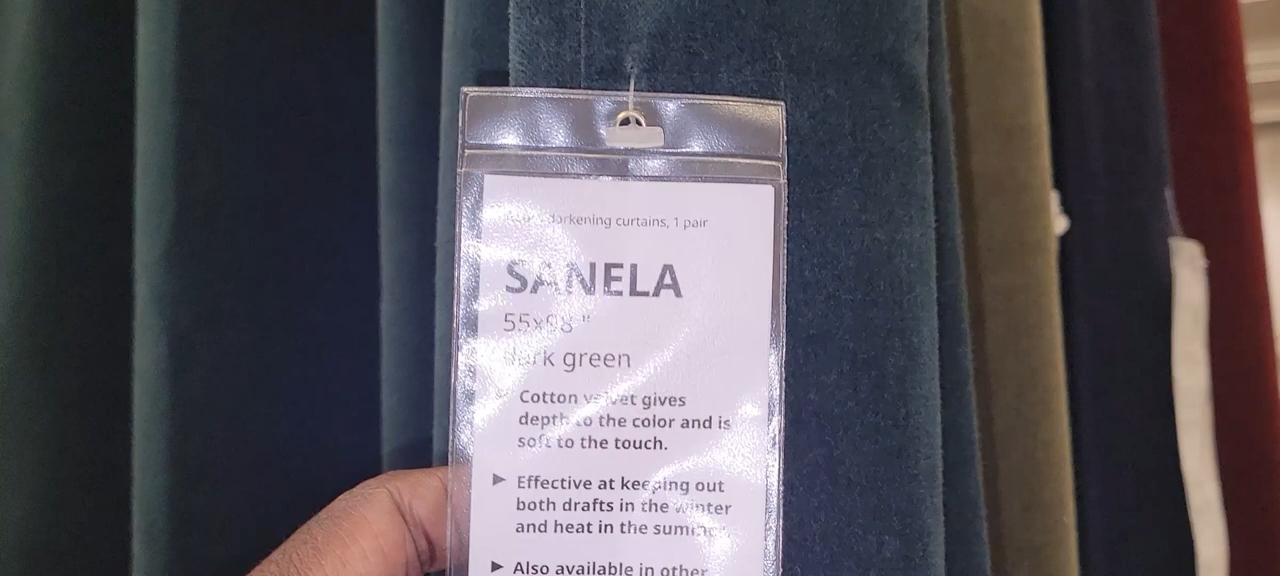 darkening curtains, 1 pair
SANELA
55x98"
dark green
Cotton velvet gives
depth to the color and is
soft to the touch.
► Effective at keeping out
both drafts in the winter
and heat in the summer.
► Also available in other